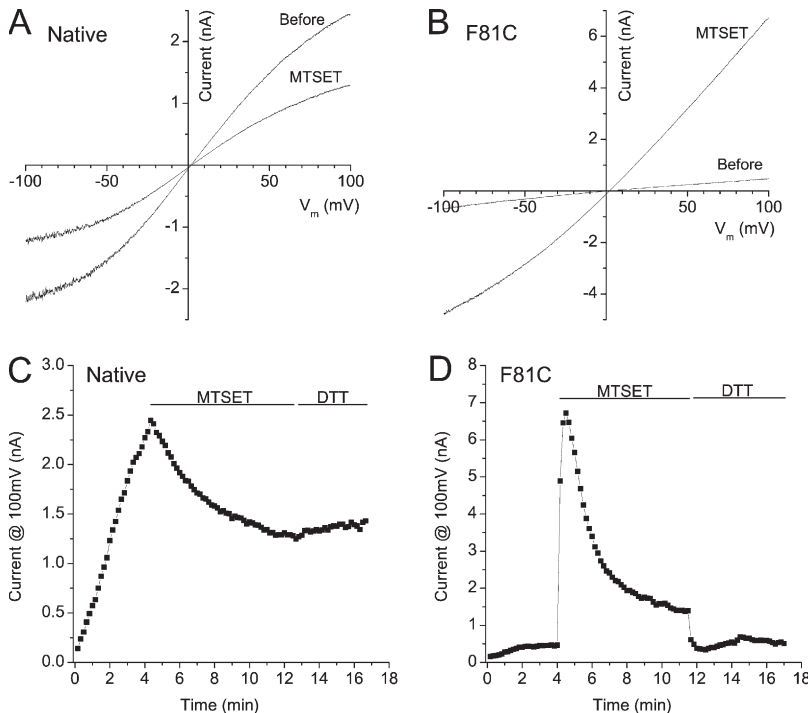 A Native
Current (nA)
Before
MTSET
2
1
-1
-2
-100 -50 50 100
Vm (mV)
B F81C
Current (nA)
MTSET
Before
6
4
2
-2
-4
-100 -50 50 100
Vm (mV)
C Native
MTSET DTT
Current @ 100mV (nA)
3.0
2.5
2.0
1.5
1.0
0.5
0.0
0 2 4 6 8 10 12 14 16 18
Time (min)
D F81C
MTSET DTT
Current @ 100mV (nA)
8
7
6
5
4
3
2
1
0
0 2 4 6 8 10 12 14 16 18
Time (min)